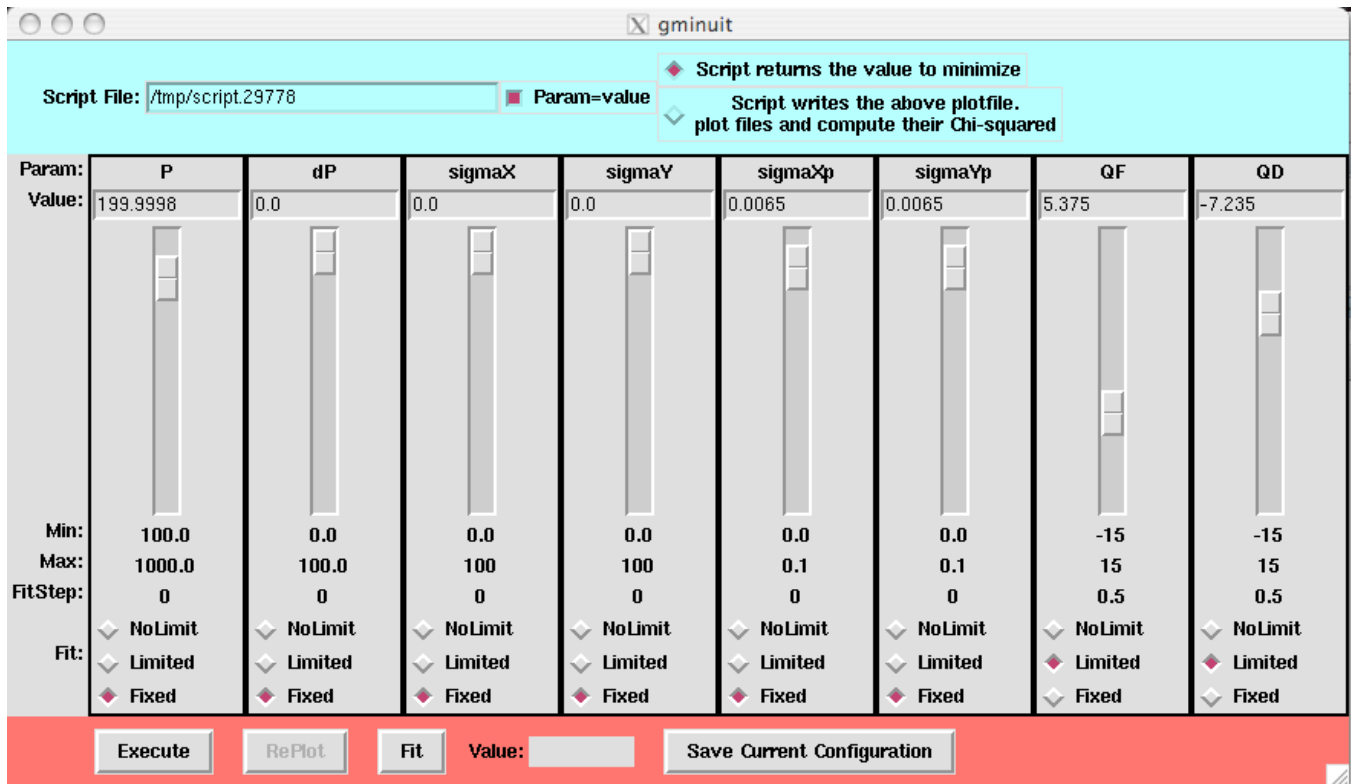 gminuit
Script File: /tmp/script.29778 Param=value
Script returns the value to minimize
Script writes the above plotfile.
plot files and compute their Chi-squared
Param: P dP sigmaX sigmaY sigmaXp sigmaYp QF QD
Value: 199.9998 0.0 0.0 0.0 0.0065 0.0065 5.375 -7.235
Min: 100.0 0.0 0.0 0.0 0.0 0.0 -15 -15
Max: 1000.0 100.0 100 100 0.1 0.1 15 15
FitStep: 0 0 0 0 0 0 0.5 0.5
NoLimit NoLimit NoLimit NoLimit NoLimit NoLimit NoLimit NoLimit
Fit: Limited Limited Limited Limited Limited Limited Limited Limited
Fixed Fixed Fixed Fixed Fixed Fixed Fixed Fixed
Execute RePlot Fit Value: Save Current Configuration